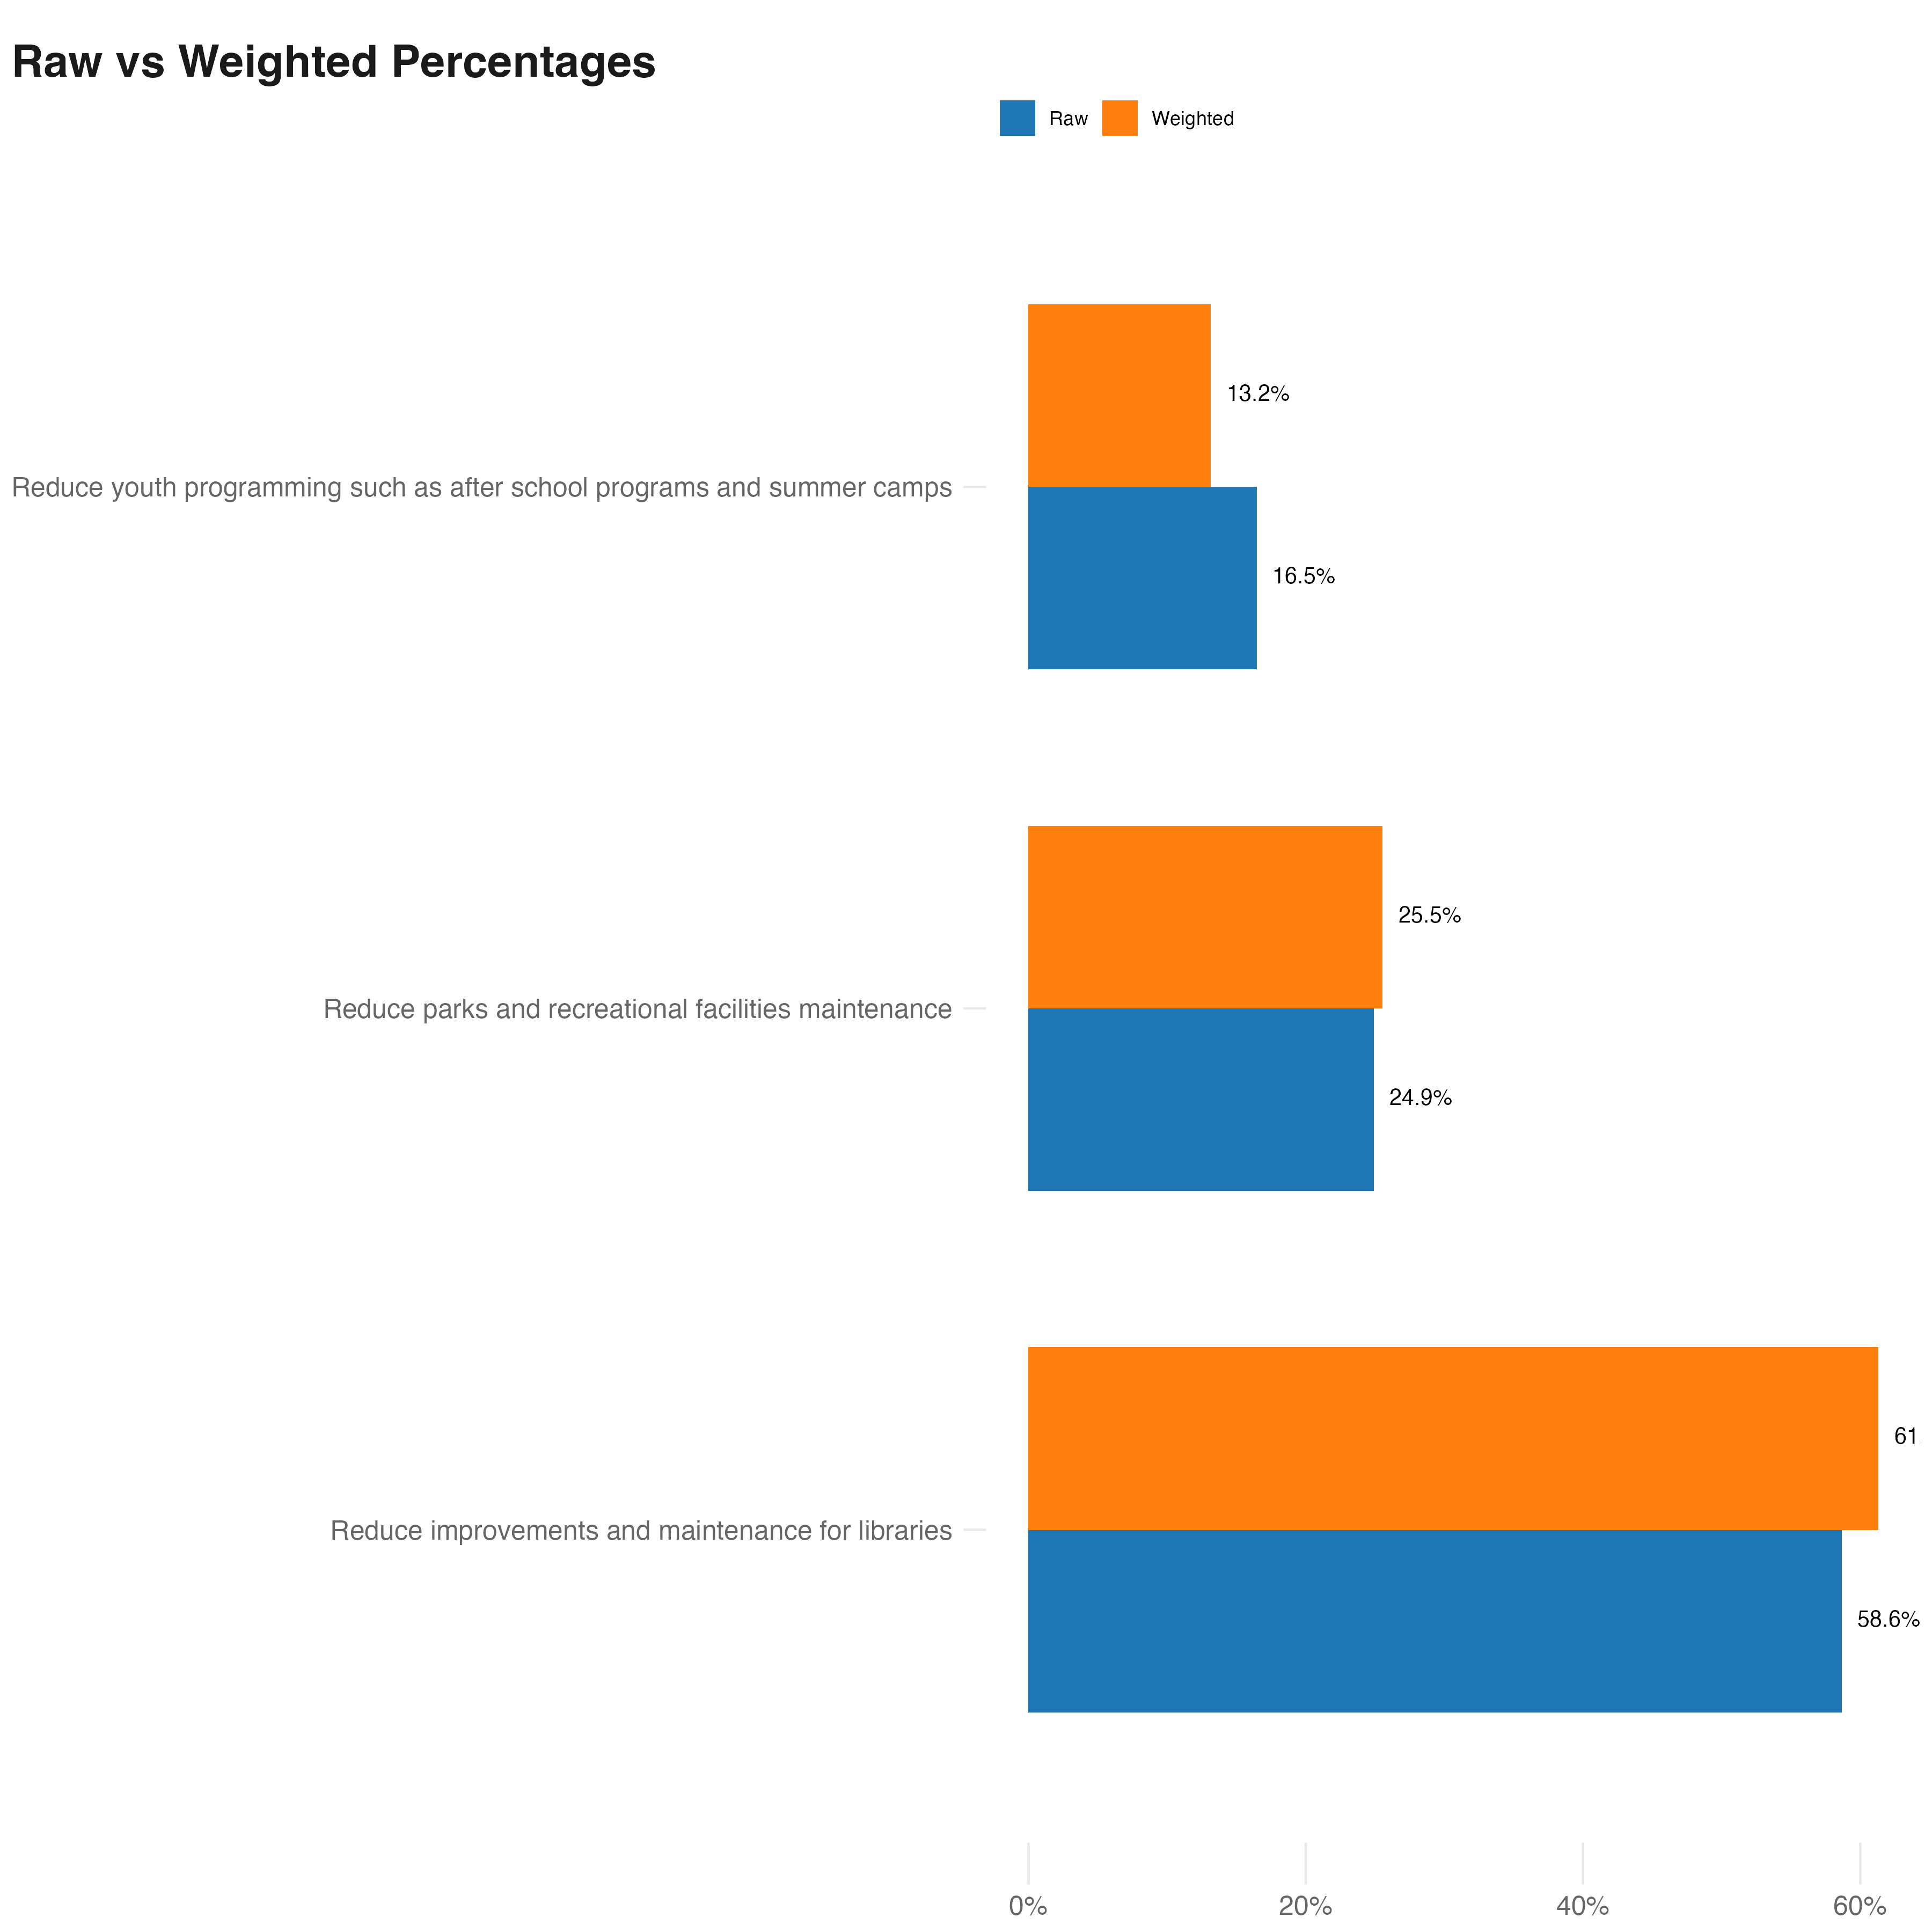 Raw vs Weighted Percentages
Raw Weighted
13.2%
Reduce youth programming such as after school programs and summer camps
16.5%
25.5%
Reduce parks and recreational facilities maintenance
24.9%
61.
Reduce improvements and maintenance for libraries
58.6%
0% 20% 40% 60%